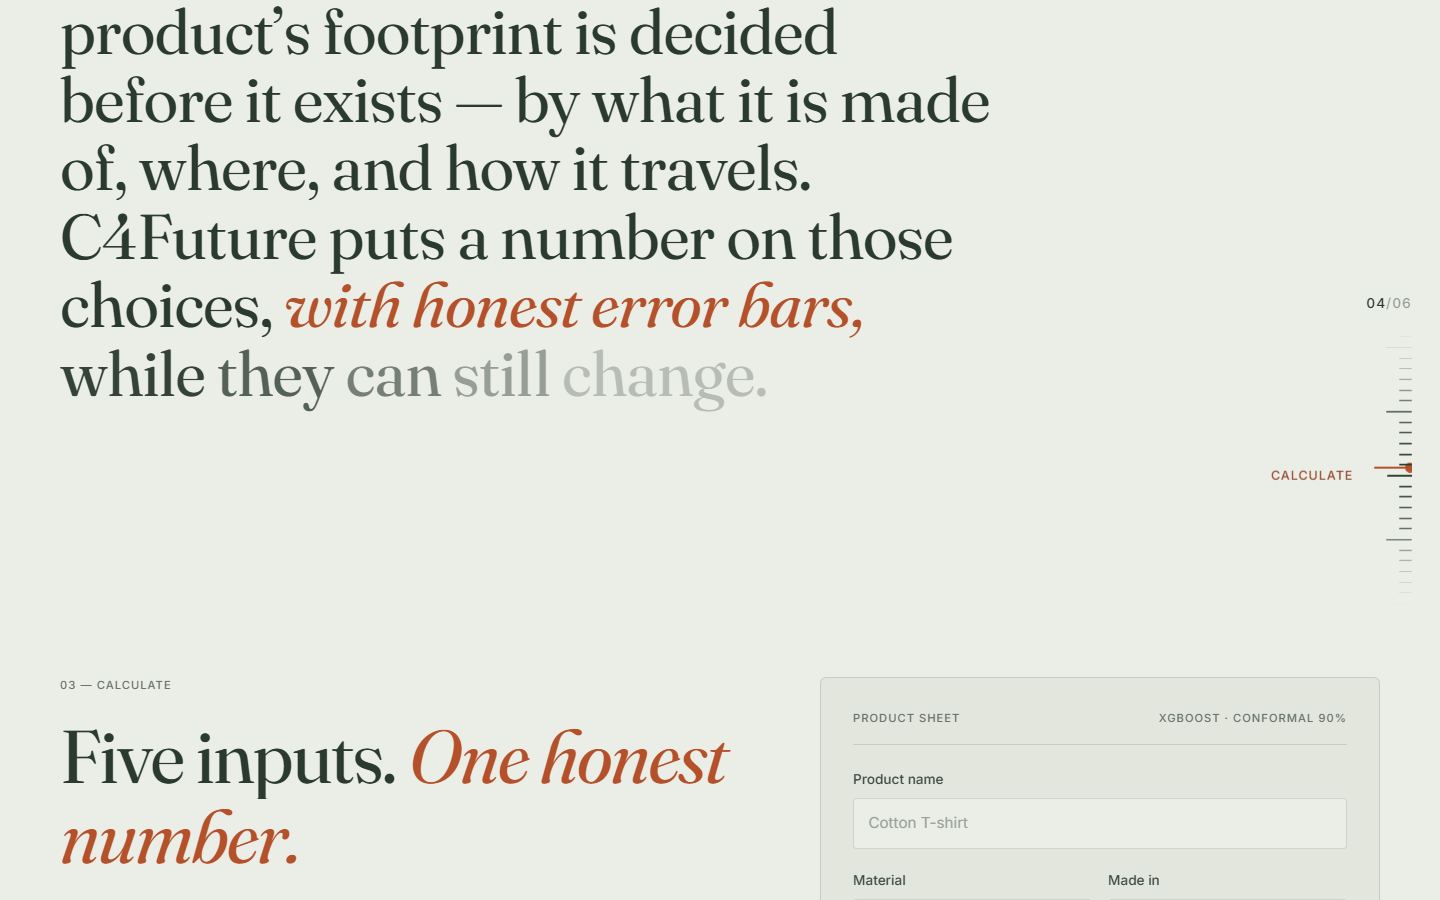 product’s footprint is decided
before it exists — by what it is made
of, where, and how it travels.
C4Future puts a number on those
choices, with honest error bars,
while they can still change.
04/06
CALCULATE
03 — CALCULATE
Five inputs. One honest
number.
PRODUCT SHEET
XGBOOST · CONFORMAL 90%
Product name
Cotton T-shirt
Material
Made in